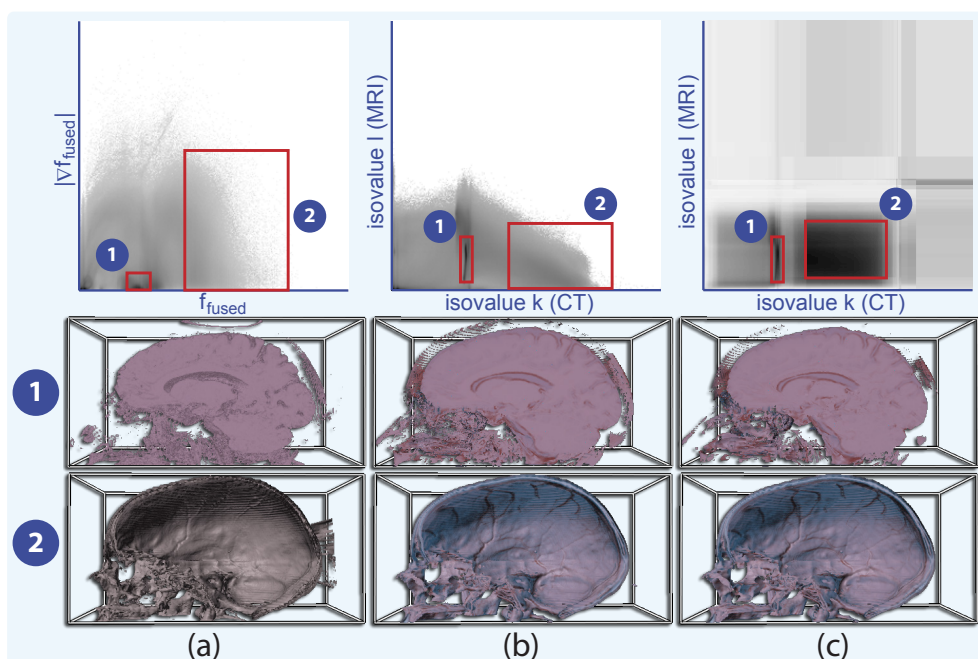 |∇f_fused|
1
2
f_fused
isovalue l (MRI)
1
2
isovalue k (CT)
isovalue l (MRI)
1
2
isovalue k (CT)
1
2
(a)
(b)
(c)